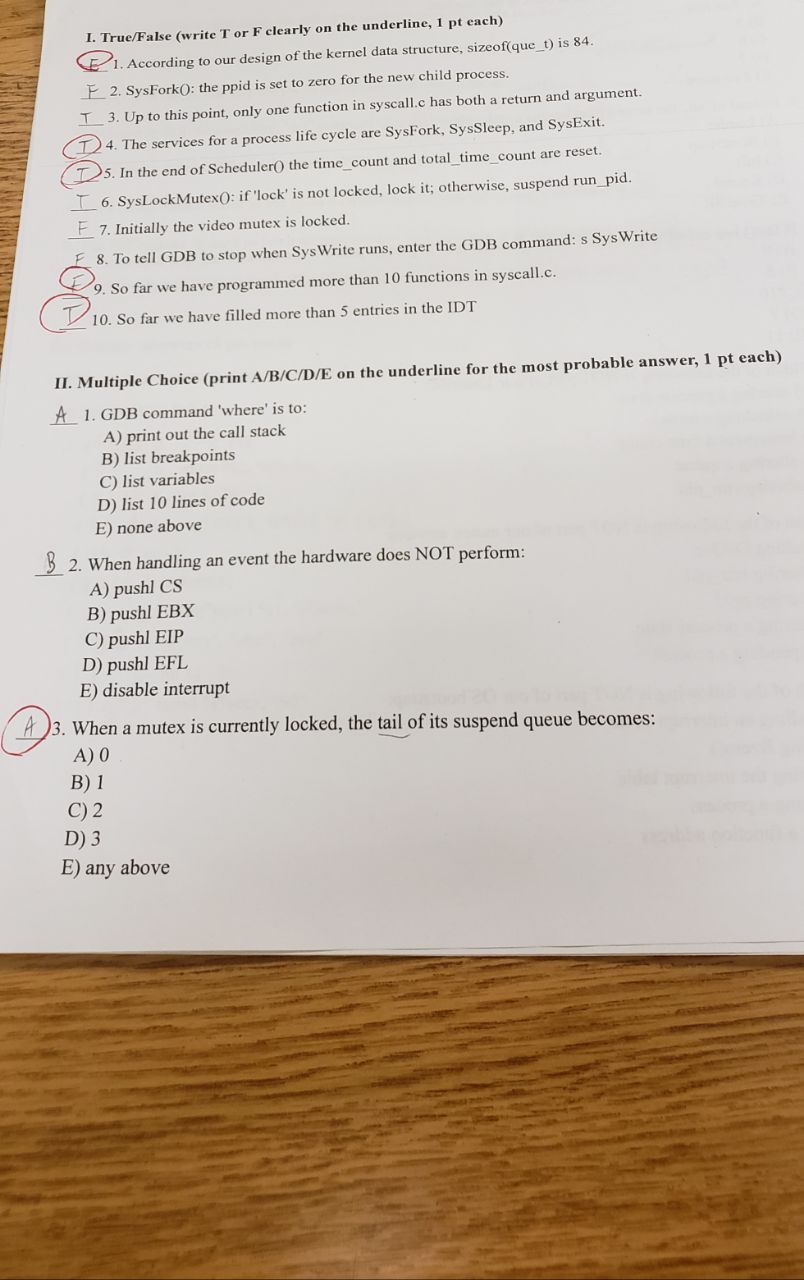 I. True/False (write T or F clearly on the underline, 1 pt each)
F 1. According to our design of the kernel data structure, sizeof(que_t) is 84.
F 2. SysFork(): the ppid is set to zero for the new child process.
T 3. Up to this point, only one function in syscall.c has both a return and argument.
T 4. The services for a process life cycle are SysFork, SysSleep, and SysExit.
T 5. In the end of Scheduler() the time_count and total_time_count are reset.
T 6. SysLockMutex(): if 'lock' is not locked, lock it; otherwise, suspend run_pid.
F 7. Initially the video mutex is locked.
F 8. To tell GDB to stop when SysWrite runs, enter the GDB command: s SysWrite
F 9. So far we have programmed more than 10 functions in syscall.c.
T 10. So far we have filled more than 5 entries in the IDT
II. Multiple Choice (print A/B/C/D/E on the underline for the most probable answer, 1 pt each)
A 1. GDB command 'where' is to:
A) print out the call stack
B) list breakpoints
C) list variables
D) list 10 lines of code
E) none above
B 2. When handling an event the hardware does NOT perform:
A) pushl CS
B) pushl EBX
C) pushl EIP
D) pushl EFL
E) disable interrupt
A 3. When a mutex is currently locked, the tail of its suspend queue becomes:
A) 0
B) 1
C) 2
D) 3
E) any above